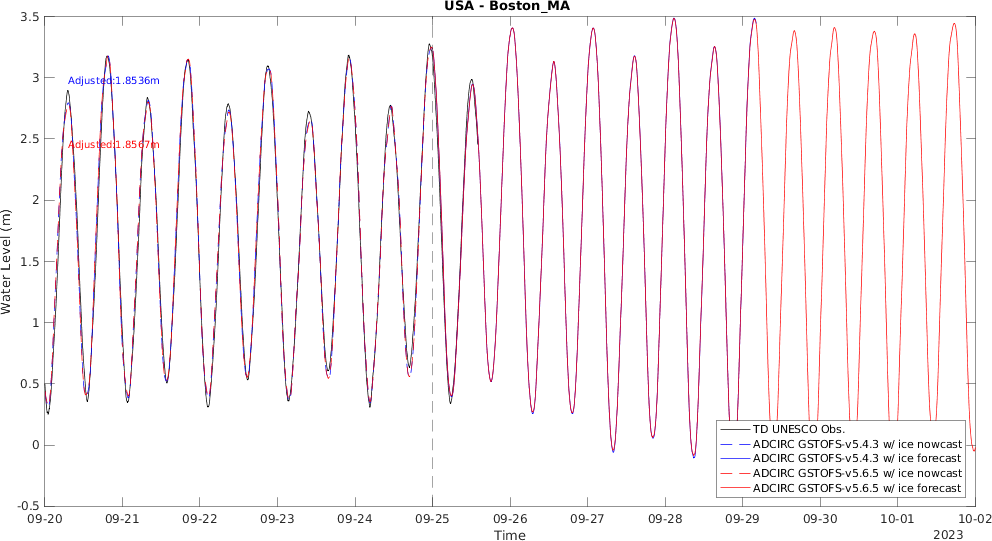 USA - Boston_MA
3.5
3
2.5
2
1.5
1
0.5
0
-0.5
Water Level (m)
Adjusted:1.8536m
Adjusted:1.8567m
TD UNESCO Obs.
ADCIRC GSTOFS-v5.4.3 w/ ice nowcast
ADCIRC GSTOFS-v5.4.3 w/ ice forecast
ADCIRC GSTOFS-v5.6.5 w/ ice nowcast
ADCIRC GSTOFS-v5.6.5 w/ ice forecast
09-20 09-21 09-22 09-23 09-24 09-25 09-26 09-27 09-28 09-29 09-30 10-01 10-02
Time
2023